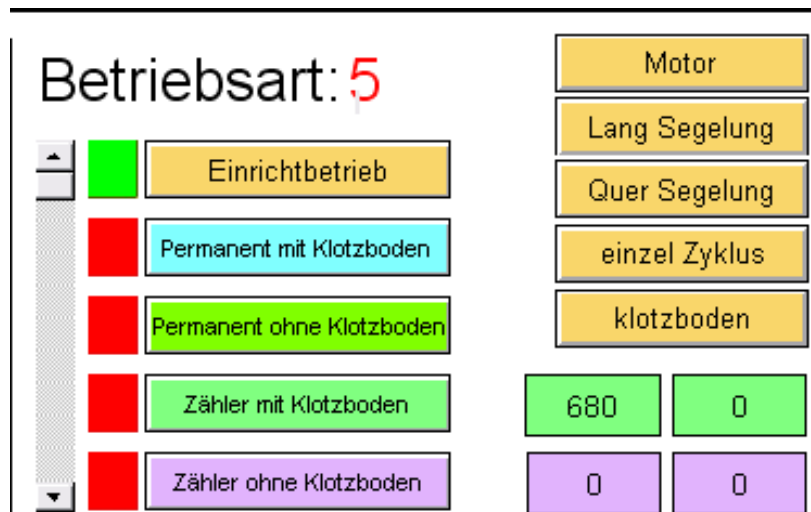 Betriebsart: 5
Motor
Lang Segelung
Einrichtbetrieb
Quer Segelung
Permanent mit Klotzboden
einzel Zyklus
Permanent ohne Klotzboden
klotzboden
Zähler mit Klotzboden
680 0
Zähler ohne Klotzboden
0 0